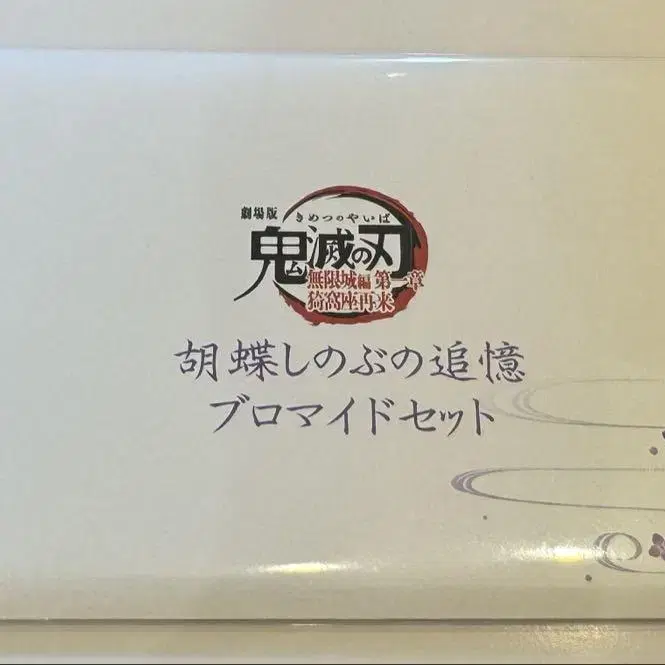 劇場版
きめつのやいば
鬼滅の刃
無限城編 第一章
猗窩座再来
胡蝶しのぶの追憶
ブロマイドセット